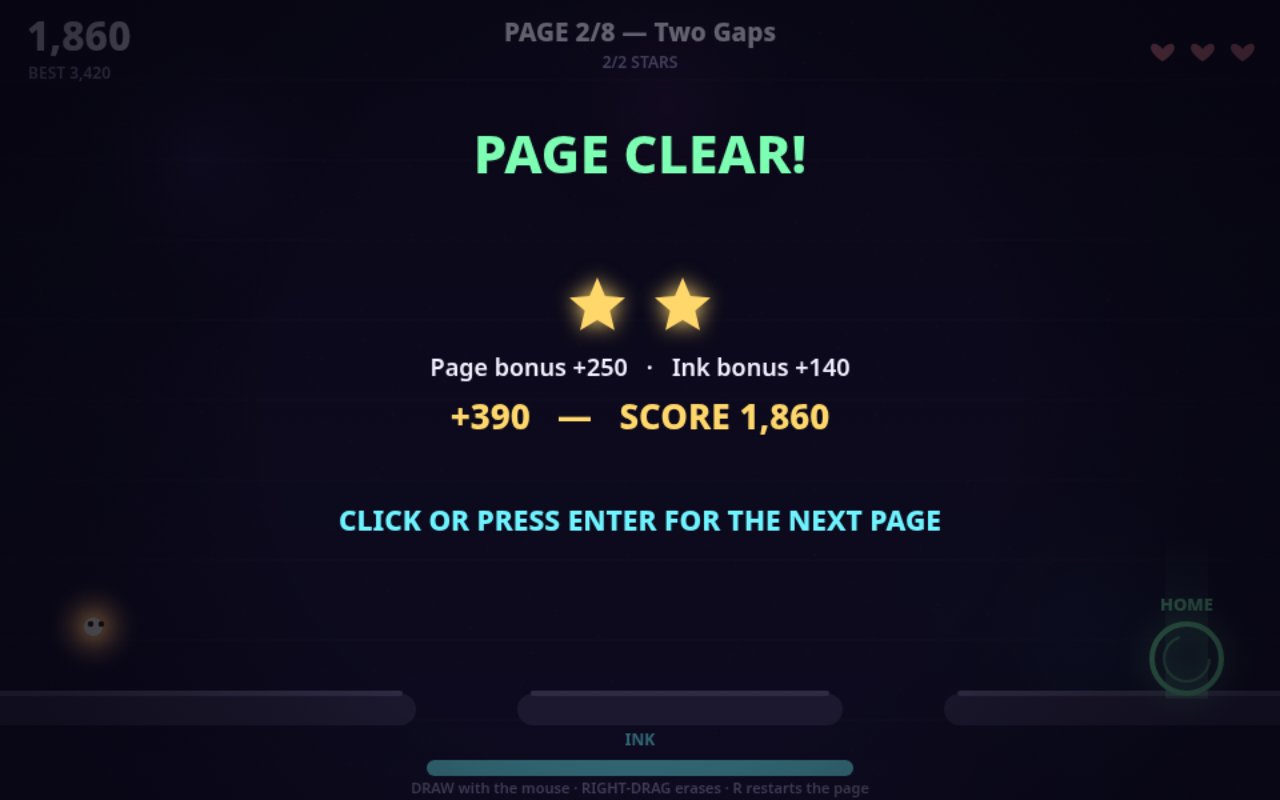 1,860
BEST 3,420
PAGE 2/8 — Two Gaps
2/2 STARS
PAGE CLEAR!
Page bonus +250 · Ink bonus +140
+390 — SCORE 1,860
CLICK OR PRESS ENTER FOR THE NEXT PAGE
HOME
INK
DRAW with the mouse · RIGHT-DRAG erases · R restarts the page